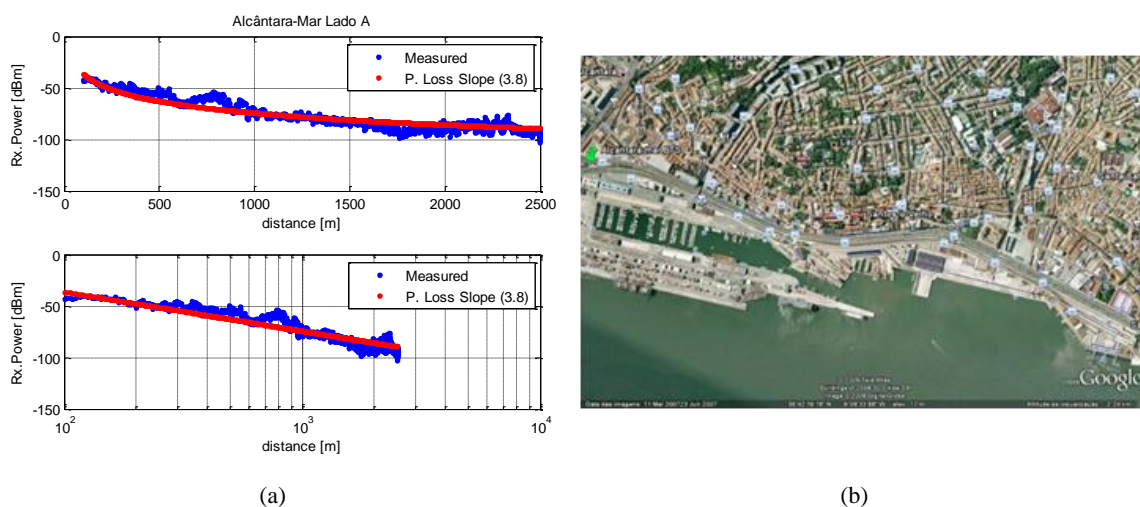 Alcântara-Mar Lado A
0
-50
-100
-150
Rx.Power [dBm]
Measured
P. Loss Slope (3.8)
0
500
1000
1500
2000
2500
distance [m]
0
-50
-100
-150
Rx.Power [dBm]
Measured
P. Loss Slope (3.8)
10^2
10^3
10^4
distance [m]
Google
(a)
(b)